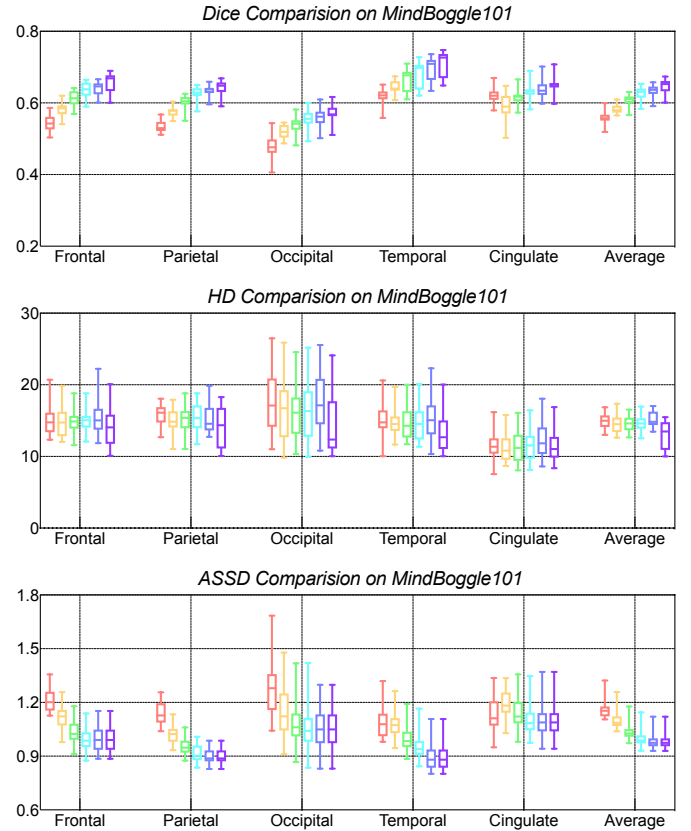 Dice Comparision on MindBoggle101
0.8
0.6
0.4
0.2
Frontal Parietal Occipital Temporal Cingulate Average
HD Comparision on MindBoggle101
30
20
10
0
Frontal Parietal Occipital Temporal Cingulate Average
ASSD Comparision on MindBoggle101
1.8
1.5
1.2
0.9
0.6
Frontal Parietal Occipital Temporal Cingulate Average